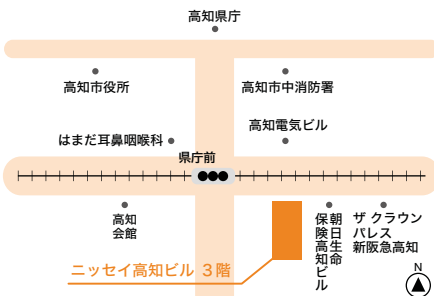 高知県庁
高知市役所
高知市中消防署
高知電気ビル
はまだ耳鼻咽喉科
県庁前
高知
会館
朝日生命
保険高知ビル
ザ クラウン
パレス
新阪急高知
ニッセイ高知ビル 3階
N